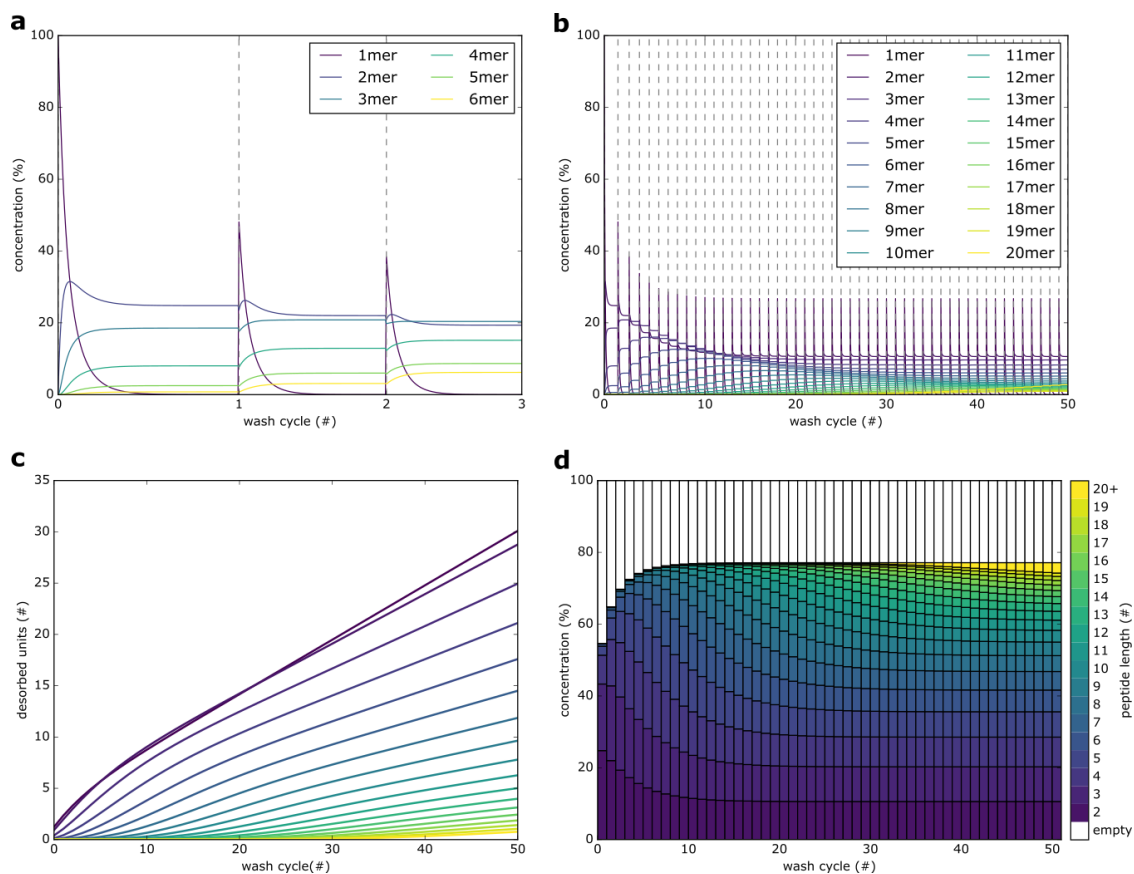 a
100
80
60
40
20
0
concentration (%)
1mer 4mer
2mer 5mer
3mer 6mer
0 1 2 3
wash cycle (#)
b
100
80
60
40
20
0
concentration (%)
1mer 11mer
2mer 12mer
3mer 13mer
4mer 14mer
5mer 15mer
6mer 16mer
7mer 17mer
8mer 18mer
9mer 19mer
10mer 20mer
0 10 20 30 40 50
wash cycle (#)
c
35
30
25
20
15
10
5
0
desorbed units (#)
0 10 20 30 40 50
wash cycle(#)
d
100
80
60
40
20
0
concentration (%)
0 10 20 30 40 50
wash cycle (#)
20+
19
18
17
16
15
14
13
12
11
10
9
8
7
6
5
4
3
2
empty
peptide length (#)